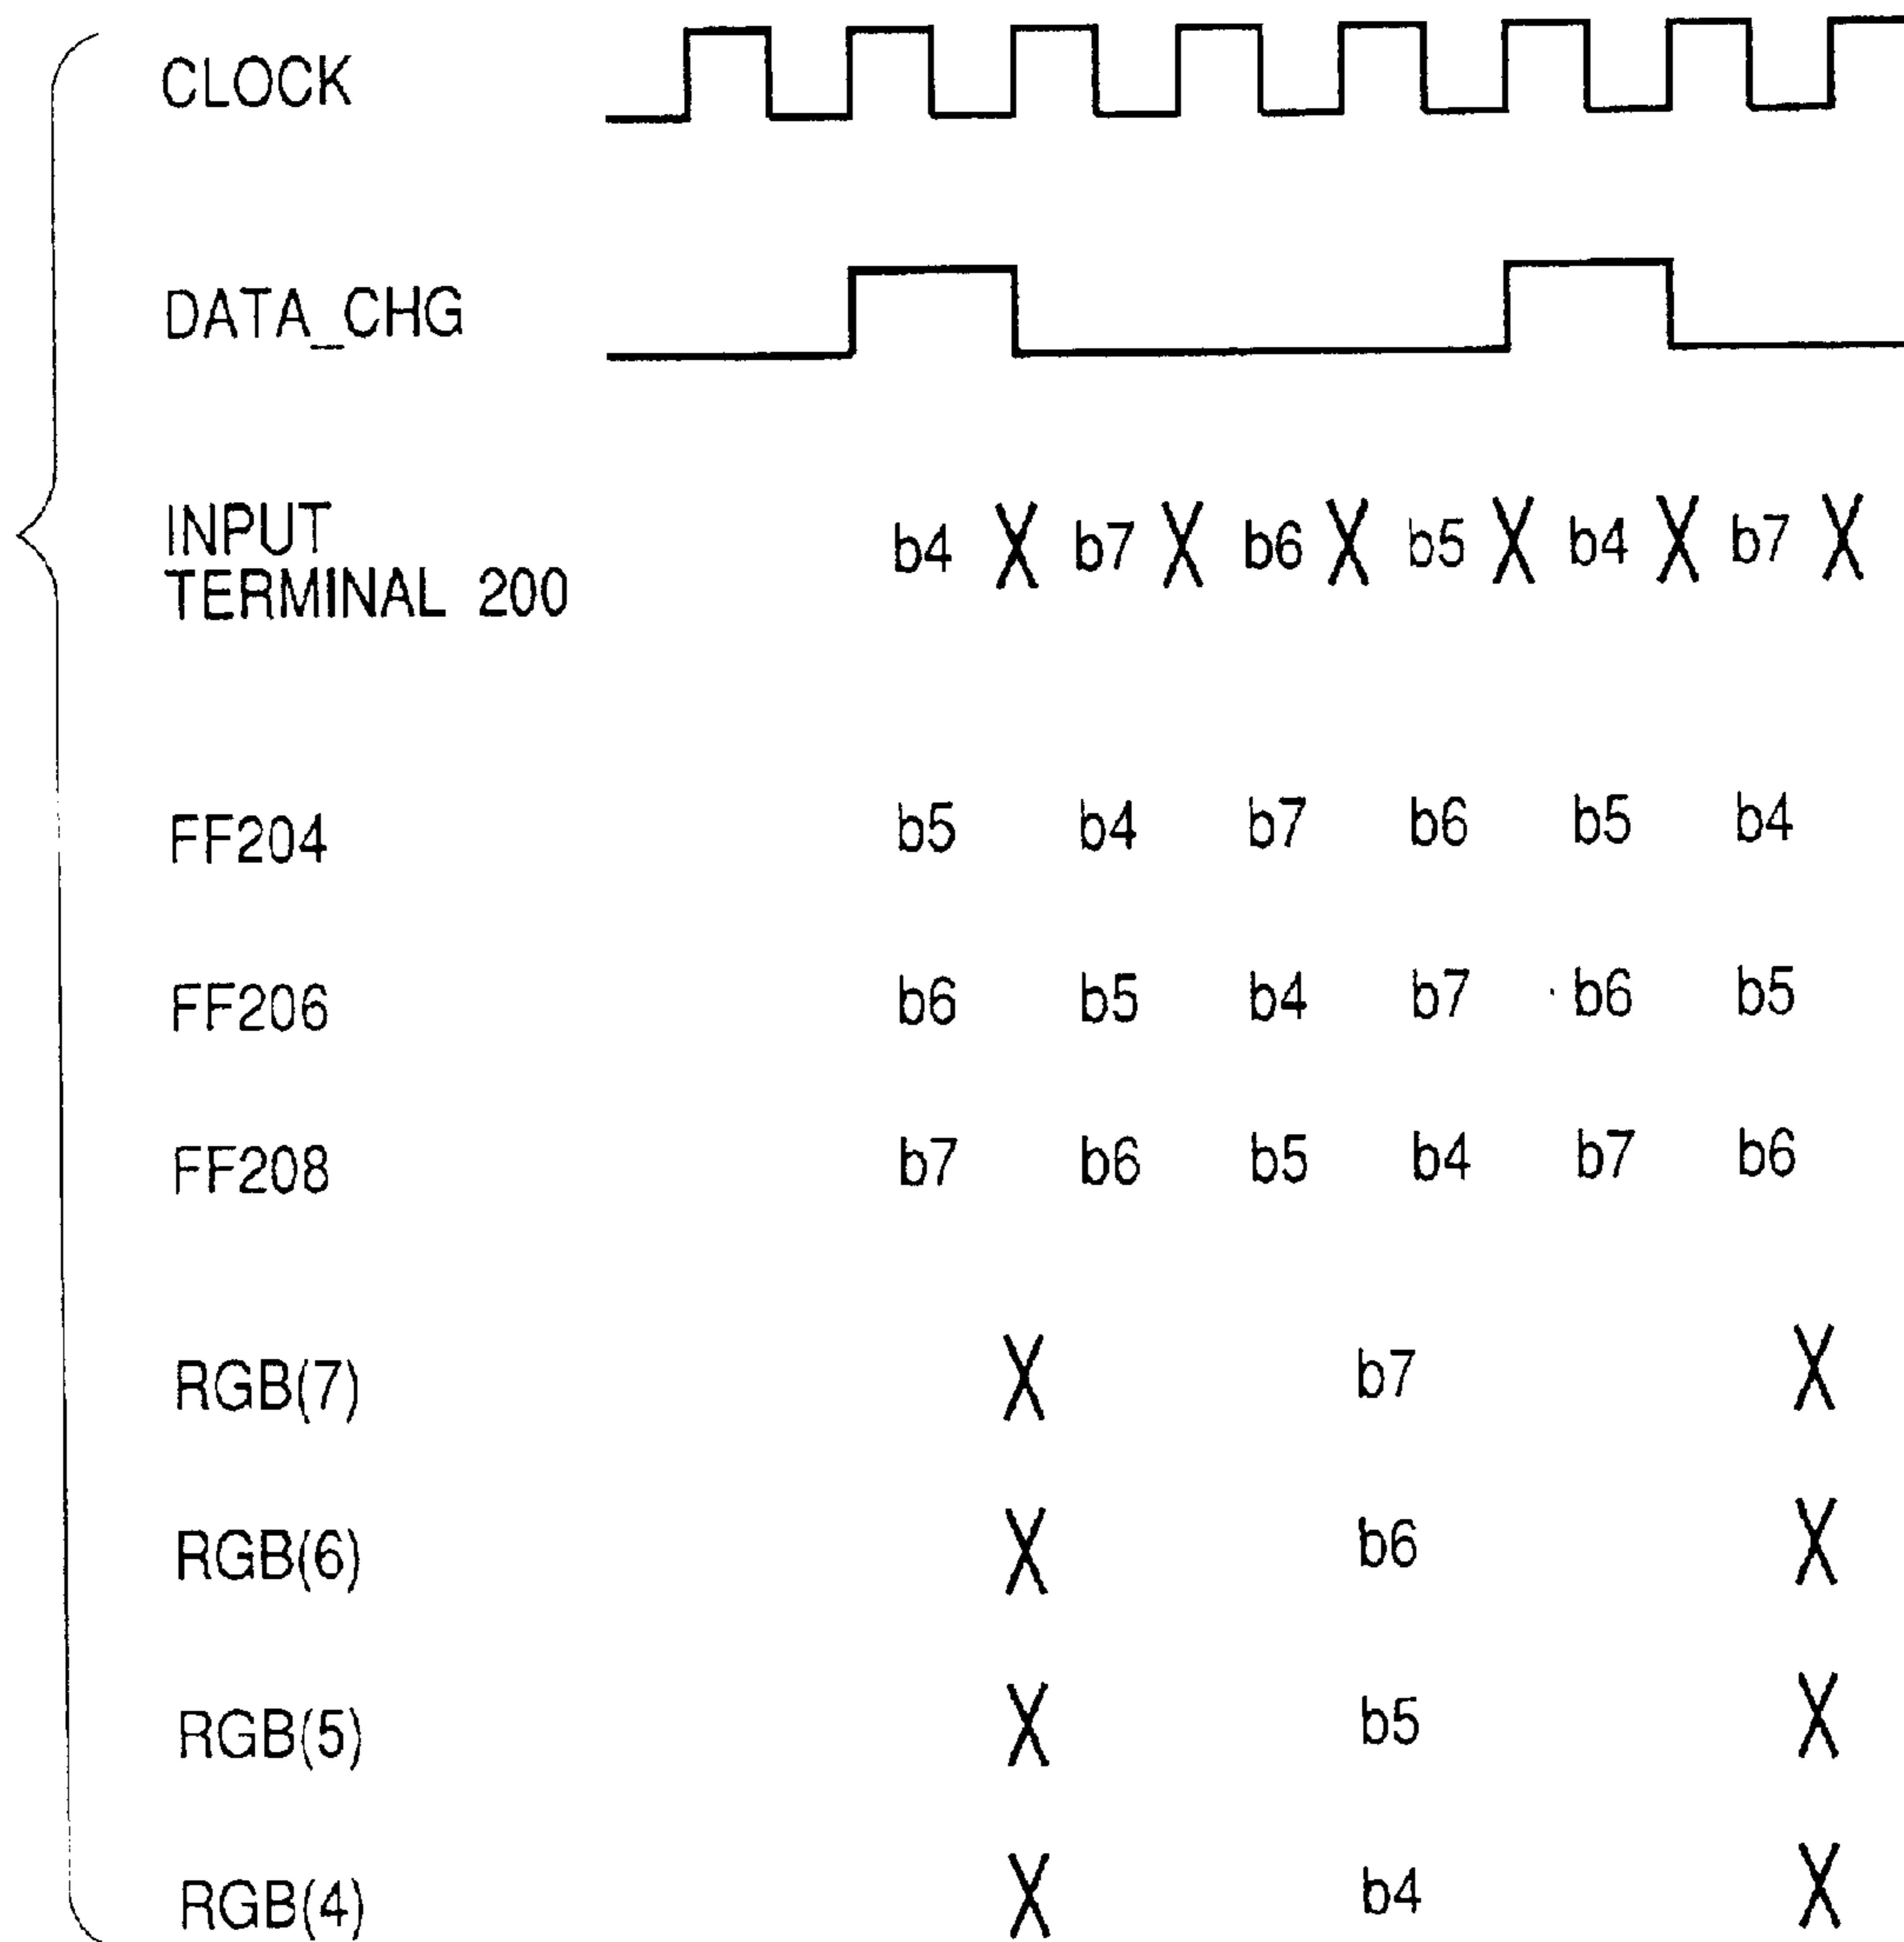 CLOCK
DATA_CHG
INPUT
TERMINAL 200
b4 X b7 X b6 X b5 X b4 X b7 X
FF204 b5 b4 b7 b6 b5 b4
FF206 b6 b5 b4 b7 b6 b5
FF208 b7 b6 b5 b4 b7 b6
RGB(7) X b7 X
RGB(6) X b6 X
RGB(5) X b5 X
RGB(4) X b4 X